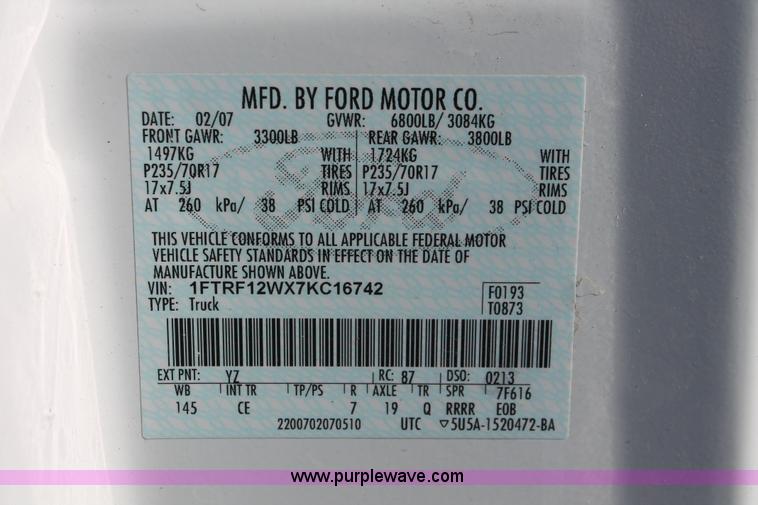 MFD. BY FORD MOTOR CO.
DATE: 02/07 GVWR: 6800LB/ 3084KG
FRONT GAWR: 3300LB REAR GAWR: 3800LB
1497KG WITH 1724KG WITH
P235/70R17 TIRES P235/70R17 TIRES
17x7.5J RIMS 17x7.5J RIMS
AT 260 kPa/ 38 PSI COLD AT 260 kPa/ 38 PSI COLD
Ford
THIS VEHICLE CONFORMS TO ALL APPLICABLE FEDERAL MOTOR
VEHICLE SAFETY STANDARDS IN EFFECT ON THE DATE OF
MANUFACTURE SHOWN ABOVE.
VIN: 1FTRF12WX7KC16742 F0193
TYPE: Truck T0873
EXT PNT: YZ RC: 87 DSO: 0213
WB INT TR TP/PS R AXLE TR SPR 7F616
145 CE 7 19 Q RRRR EOB
2200702070510 UTC ▽5U5A-1520472-BA
www.purplewave.com